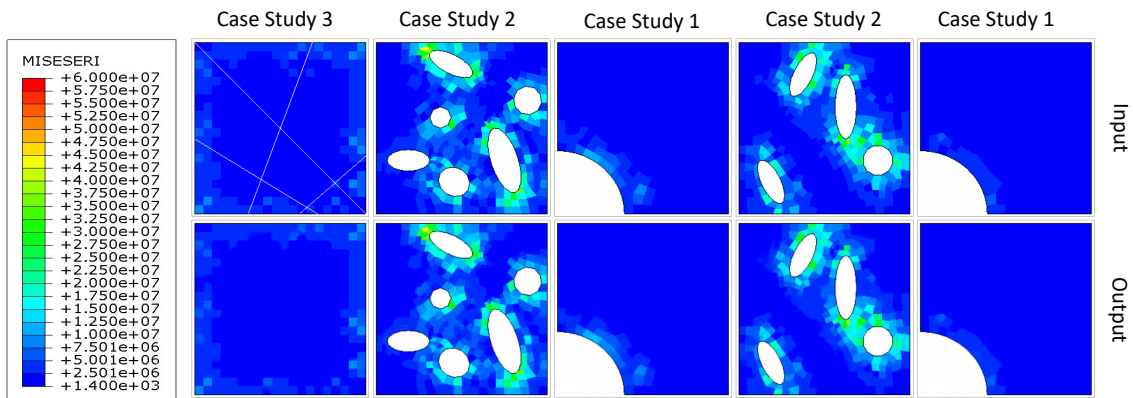 Case Study 3
Case Study 2
Case Study 1
Case Study 2
Case Study 1
MISESERI
+6.000e+07
+5.750e+07
+5.500e+07
+5.250e+07
+5.000e+07
+4.750e+07
+4.500e+07
+4.250e+07
+4.000e+07
+3.750e+07
+3.500e+07
+3.250e+07
+3.000e+07
+2.750e+07
+2.500e+07
+2.250e+07
+2.000e+07
+1.750e+07
+1.500e+07
+1.250e+07
+1.000e+07
+7.501e+06
+5.001e+06
+2.501e+06
+1.400e+03
Input
Output